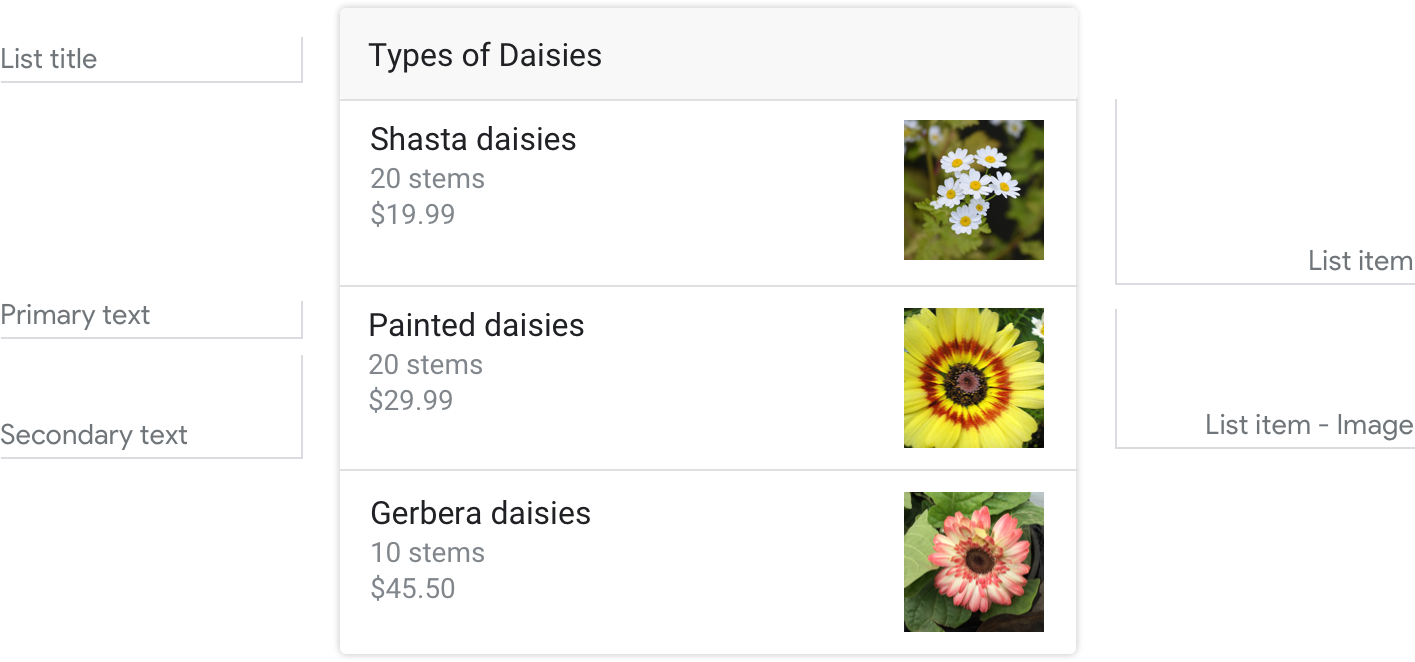 List title
Types of Daisies
Shasta daisies
20 stems
$19.99
List item
Primary text
Painted daisies
20 stems
$29.99
Secondary text
List item - Image
Gerbera daisies
10 stems
$45.50